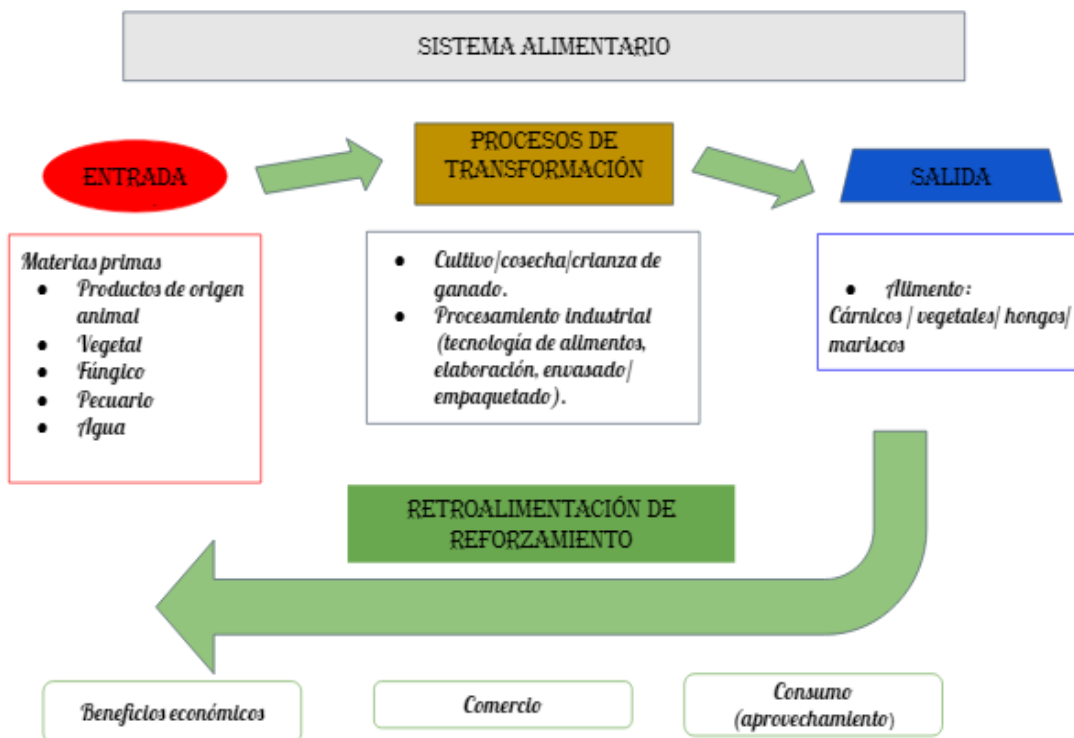 SISTEMA ALIMENTARIO
ENTRADA
PROCESOS DE
TRANSFORMACIÓN
SALIDA
Materias primas
● Productos de origen
animal
● Vegetal
● Fúngico
● Pecuario
● Agua
● Cultivo/cosecha/crianza de
ganado.
● Procesamiento industrial
(tecnología de alimentos,
elaboración, envasado/
empaquetado).
● Alimento:
Cárnicos / vegetales/ hongos/
mariscos
RETROALIMENTACIÓN DE
REFORZAMIENTO
Beneficios económicos
Comercio
Consumo
(aprovechamiento)